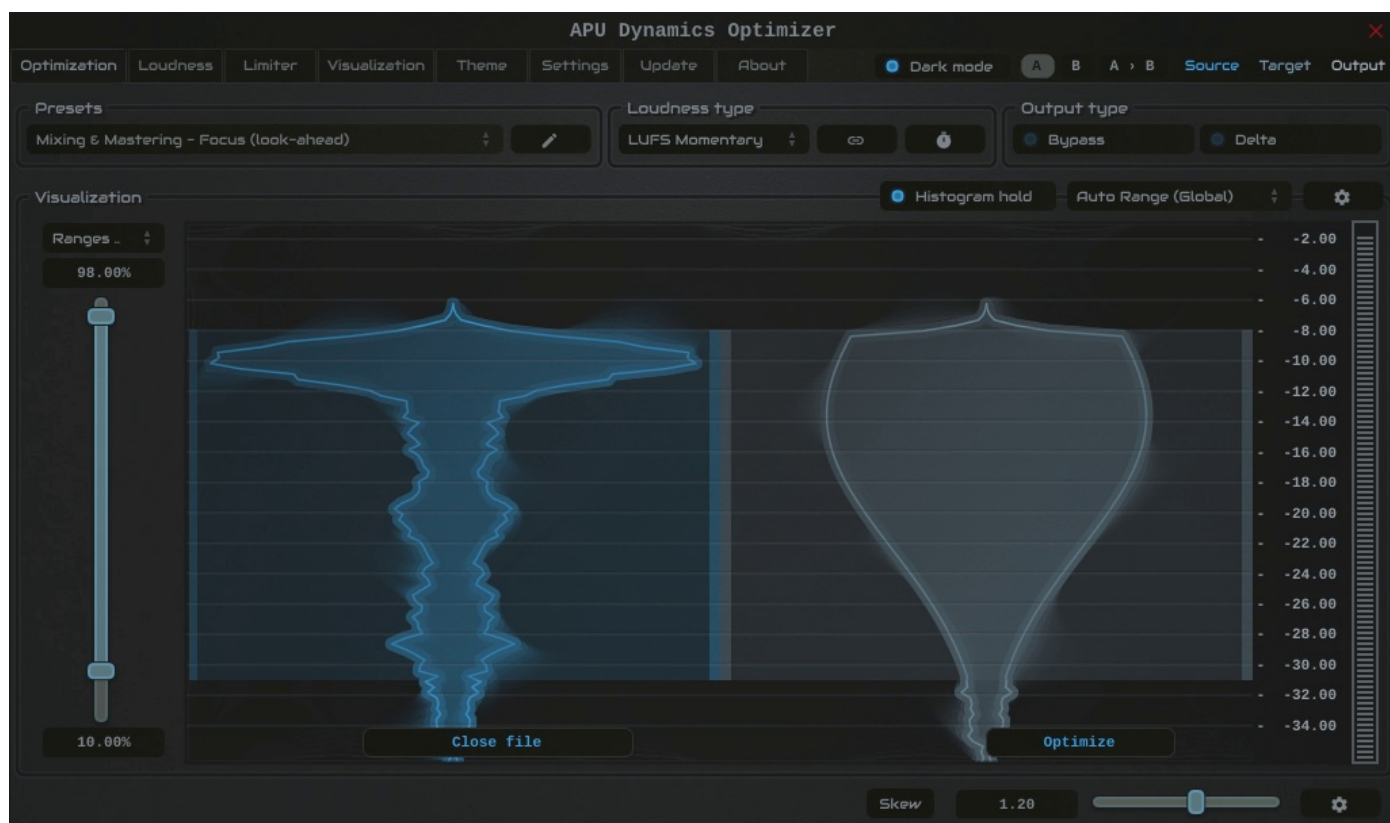 APU Dynamics Optimizer
Optimization Loudness Limiter Visualization Theme Settings Update About Dark mode A B A › B Source Target Output
Presets Loudness type Output type
Mixing & Mastering - Focus (look-ahead) LUFS Momentary Bypass Delta
Visualization Histogram hold Auto Range (Global)
Ranges .. -2.00
98.00% -4.00
-6.00
-8.00
-10.00
-12.00
-14.00
-16.00
-18.00
-20.00
-22.00
-24.00
-26.00
-28.00
-30.00
-32.00
-34.00
10.00% Close file Optimize
Skew 1.20